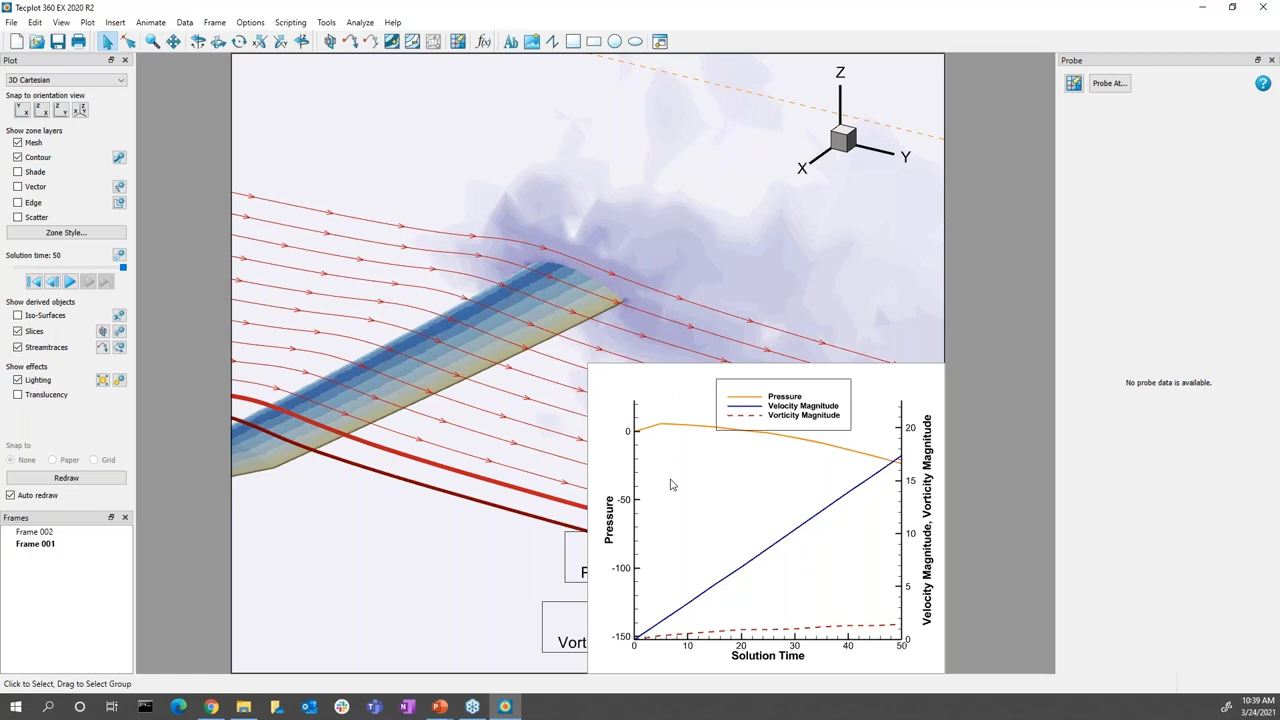 Tecplot 360 EX 2020 R2
File Edit View Plot Insert Animate Data Frame Options Scripting Tools Analyze Help
Plot
3D Cartesian
Snap to orientation view
Show zone layers
Mesh
Contour
Shade
Vector
Edge
Scatter
Zone Style...
Solution time: 50
Show derived objects
Iso-Surfaces
Slices
Streamtraces
Show effects
Lighting
Translucency
Snap to
None Paper Grid
Redraw
Auto redraw
Frames
Frame 002
Frame 001
Z
X
Y
F
Vort
Pressure
Velocity Magnitude
Vorticity Magnitude
Pressure
0
-50
-100
-150
0 10 20 30 40 50
Solution Time
20
15
10
5
0
Velocity Magnitude, Vorticity Magnitude
Probe
Probe At...
No probe data is available.
Click to Select, Drag to Select Group
10:39 AM
3/24/2021